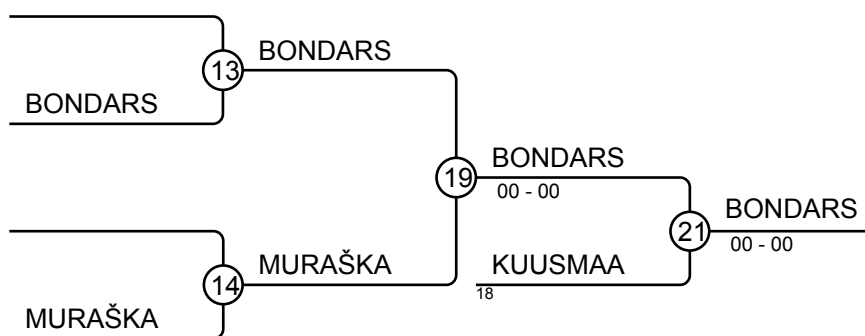 BONDARS
13
BONDARS
MURAŠKA
14
MURAŠKA
19
BONDARS
00 - 00
KUUSMAA
18
21
BONDARS
00 - 00